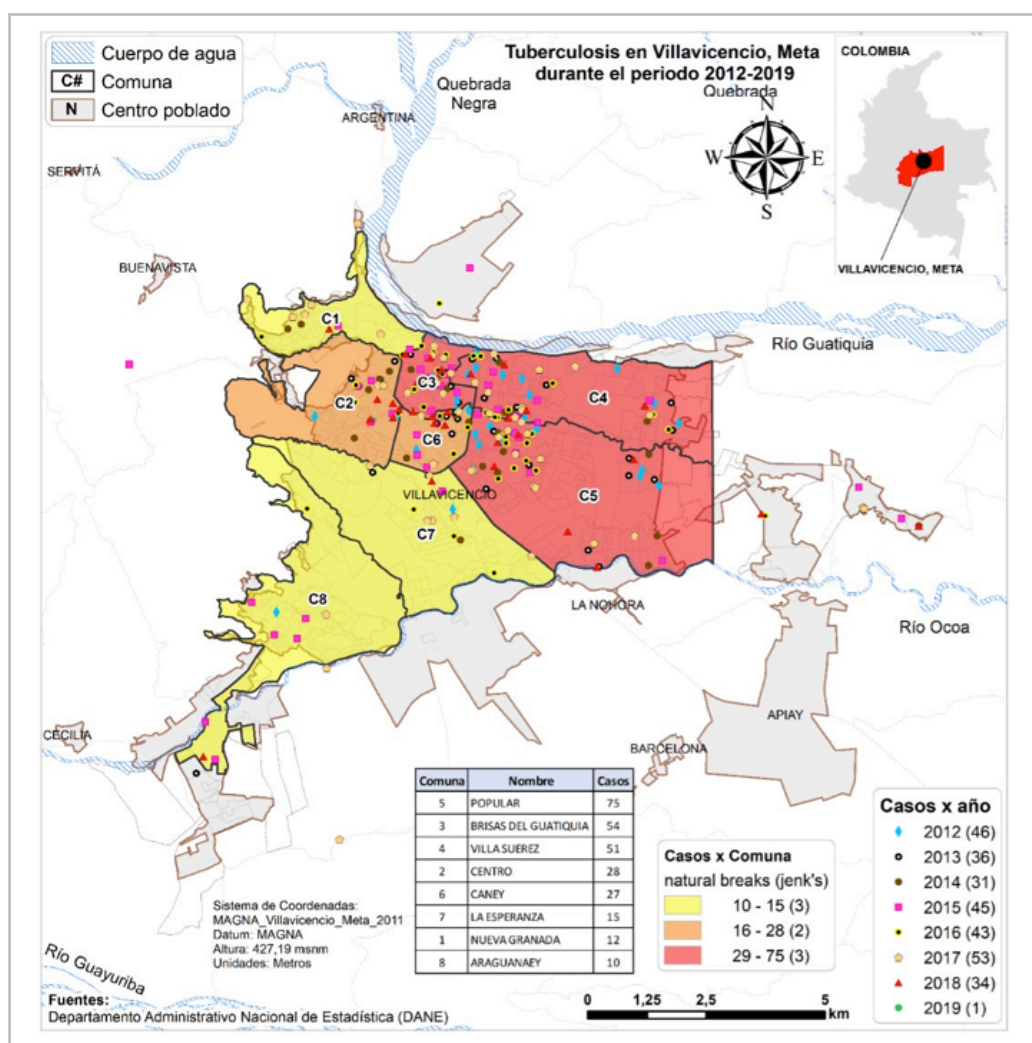 Cuerpo de agua
C# Comuna
N Centro poblado
Tuberculosis en Villavicencio, Meta
durante el periodo 2012-2019
COLOMBIA
VILLAVICENCIO, META
Quebrada
Negra
Quebrada
N
W E
S
ARGENTINA
SERVITÁ
BUENAVISTA
Río Guatiquia
C1
C2
C3
C4
C6
C5
VILLAVICENCIO
C7
C8
LA NOHORA
Río Ocoa
APIAY
BARCELONA
CECILIA
Río Guayuriba
Comuna Nombre Casos
5 POPULAR 75
3 BRISAS DEL GUATIQUIA 54
4 VILLA SUEREZ 51
2 CENTRO 28
6 CANEY 27
7 LA ESPERANZA 15
1 NUEVA GRANADA 12
8 ARAGUANAEY 10
Sistema de Coordenadas:
MAGNA_Villavicencio_Meta_2011
Datum: MAGNA
Altura: 427,19 msnm
Unidades: Metros
Casos x Comuna
natural breaks (jenk's)
10 - 15 (3)
16 - 28 (2)
29 - 75 (3)
Casos x año
2012 (46)
2013 (36)
2014 (31)
2015 (45)
2016 (43)
2017 (53)
2018 (34)
2019 (1)
0 1,25 2,5 5
km
Fuentes:
Departamento Administrativo Nacional de Estadística (DANE)